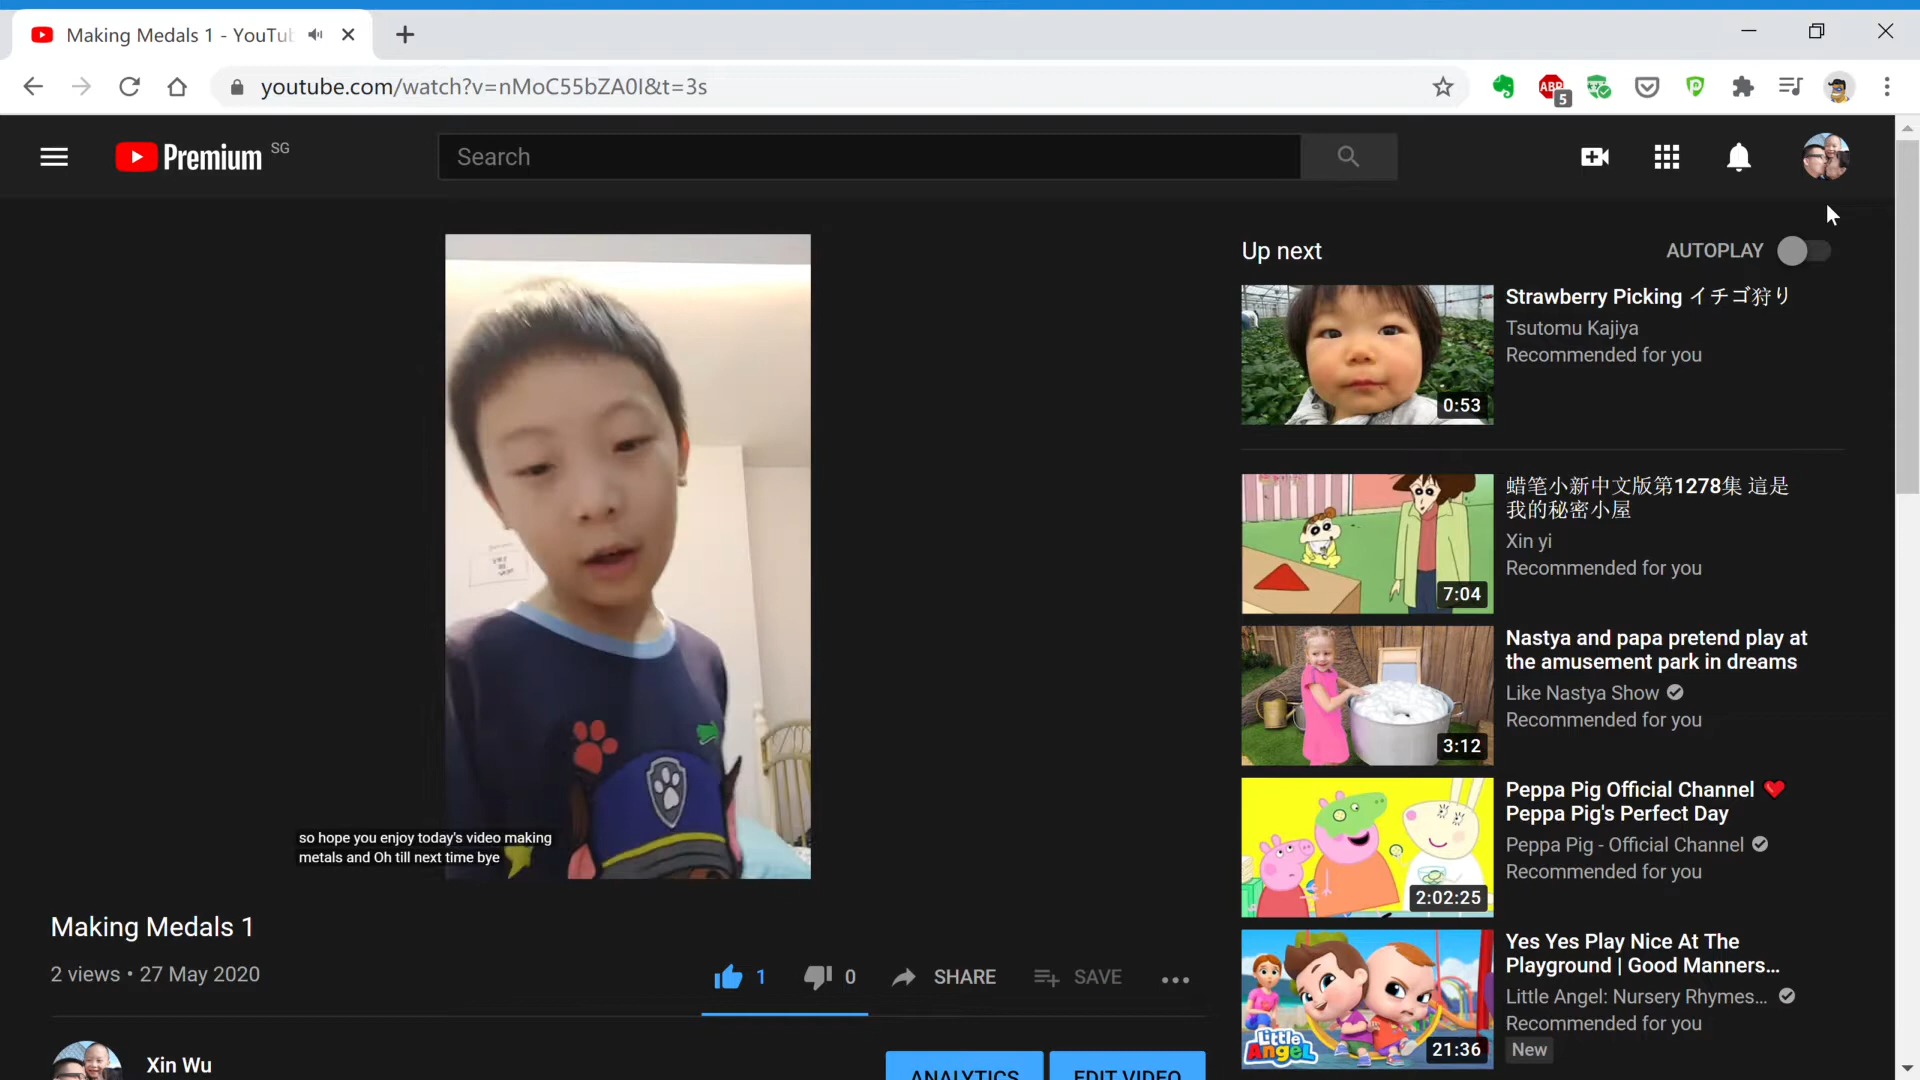 Making Medals 1 - YouTub
youtube.com/watch?v=nMoC55bZA0I&t=3s
ABP
5
Premium SG
Search
Up next
AUTOPLAY
0:53
Strawberry Picking イチゴ狩り
Tsutomu Kajiya
Recommended for you
7:04
蜡笔小新中文版第1278集 這是
我的秘密小屋
Xin yi
Recommended for you
3:12
Nastya and papa pretend play at
the amusement park in dreams
Like Nastya Show
Recommended for you
2:02:25
Peppa Pig Official Channel ❤️
Peppa Pig's Perfect Day
Peppa Pig - Official Channel
Recommended for you
Little Angel
21:36
Yes Yes Play Nice At The
Playground | Good Manners...
Little Angel: Nursery Rhymes...
Recommended for you
New
so hope you enjoy today's video making
metals and Oh till next time bye
Making Medals 1
2 views • 27 May 2020
1
0
SHARE
SAVE
Xin Wu
ANALYTICS
EDIT VIDEO